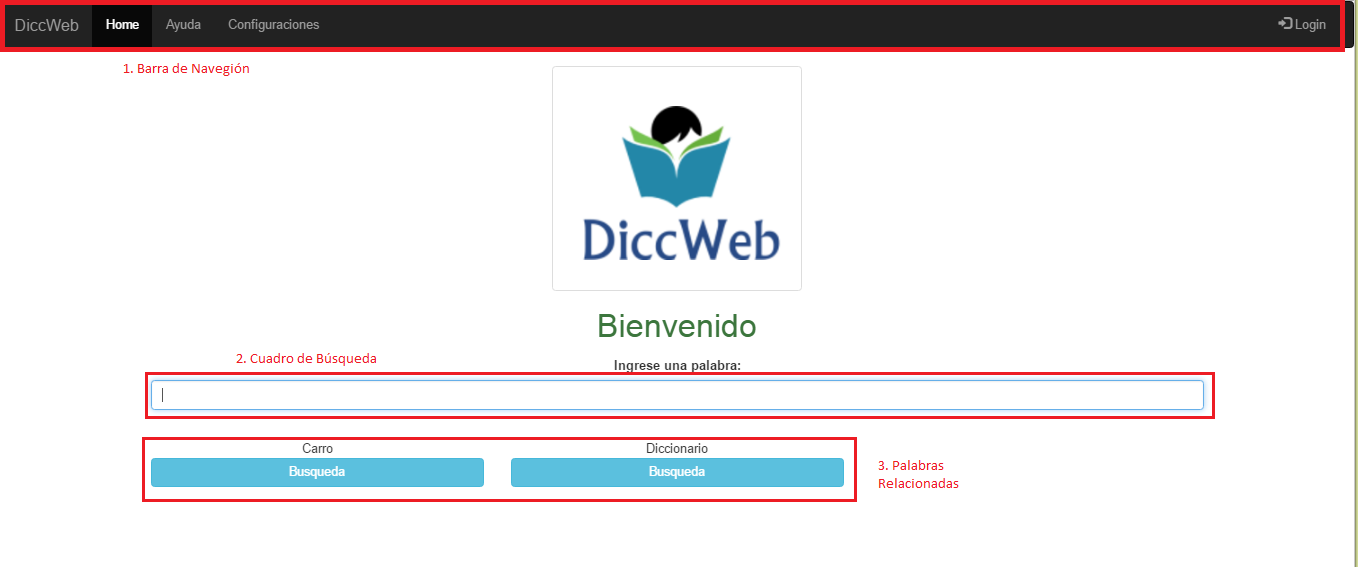 DiccWeb Home Ayuda Configuraciones Login
1. Barra de Navegión
DiccWeb
Bienvenido
2. Cuadro de Búsqueda
Ingrese una palabra:
Carro Diccionario
Busqueda Busqueda
3. Palabras
Relacionadas